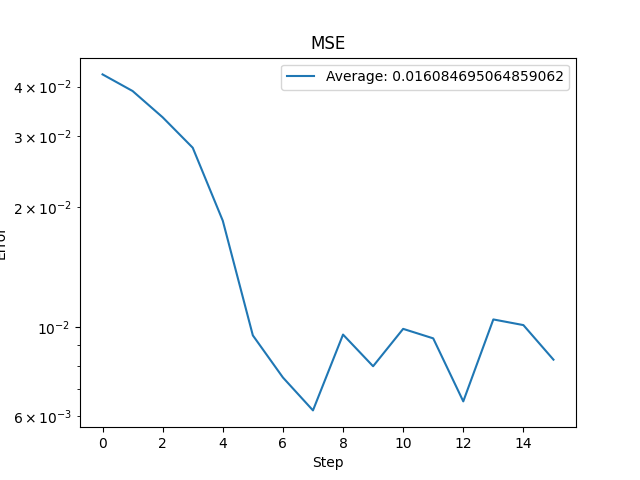 MSE
Average: 0.016084695064859062
4 × 10⁻²
3 × 10⁻²
2 × 10⁻²
10⁻²
6 × 10⁻³
Error
0 2 4 6 8 10 12 14
Step